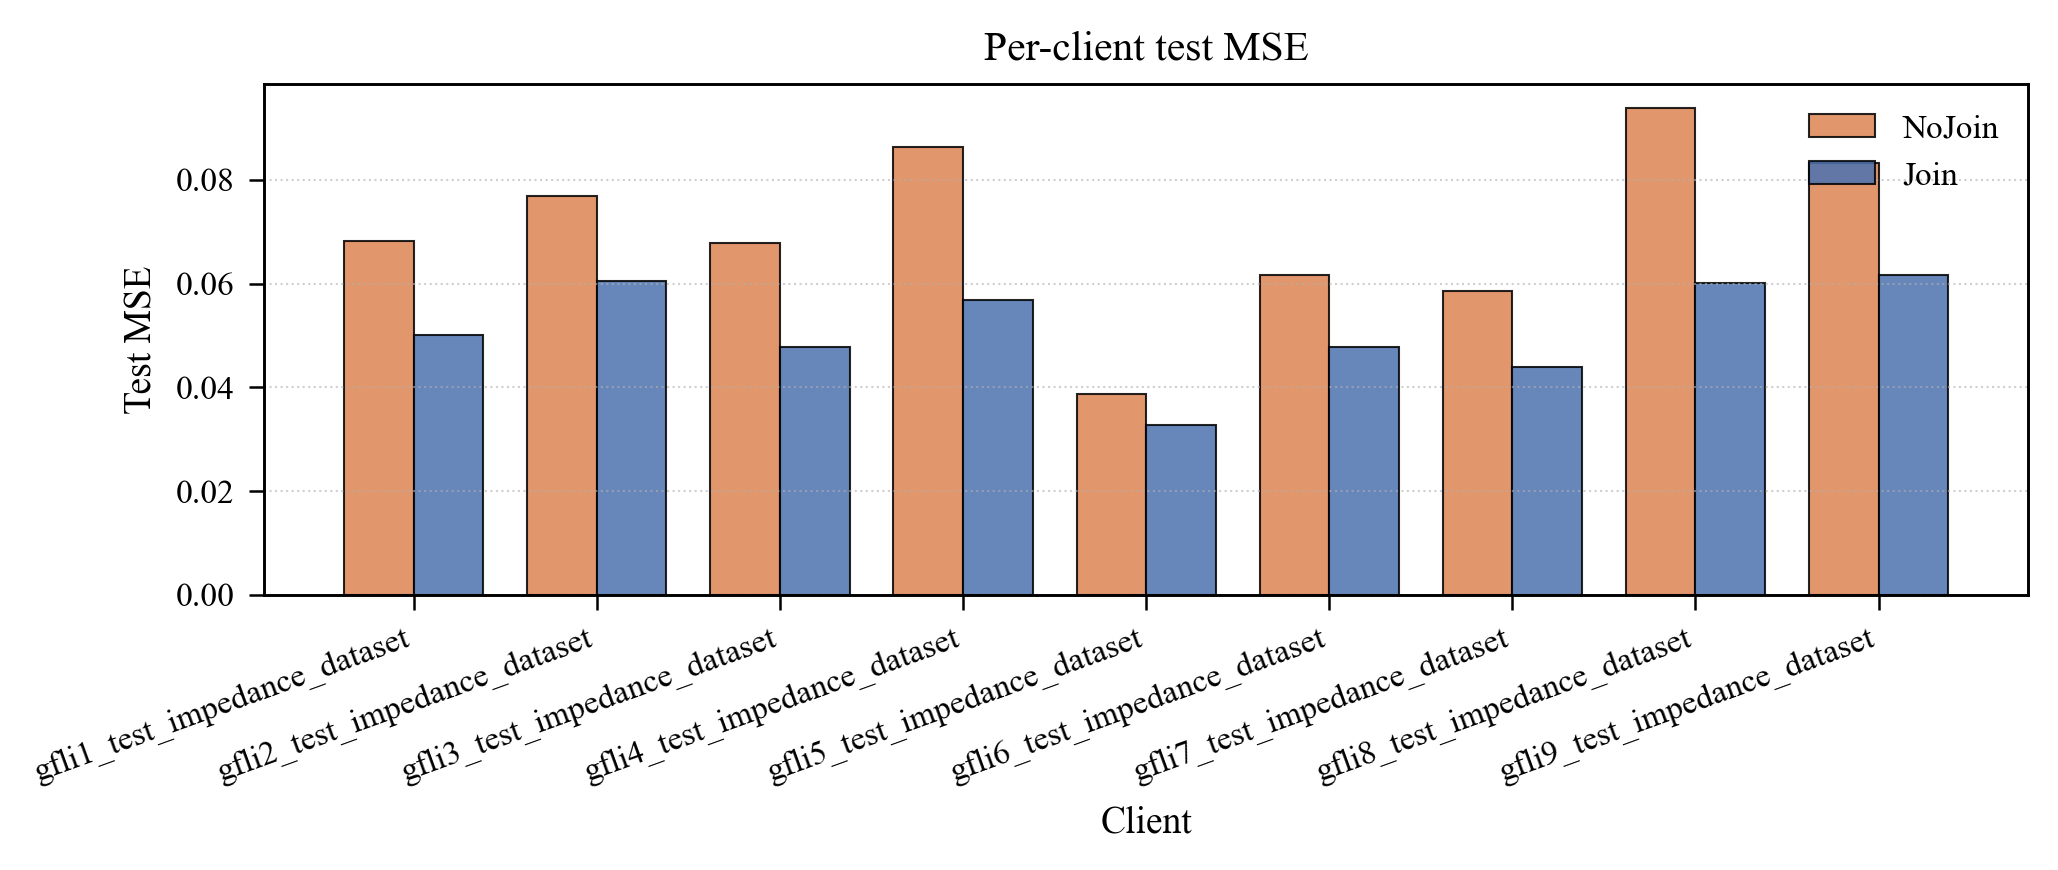 Per-client test MSE
NoJoin
Join
Test MSE
0.08
0.06
0.04
0.02
0.00
gfli1_test_impedance_dataset
gfli2_test_impedance_dataset
gfli3_test_impedance_dataset
gfli4_test_impedance_dataset
gfli5_test_impedance_dataset
gfli6_test_impedance_dataset
gfli7_test_impedance_dataset
gfli8_test_impedance_dataset
gfli9_test_impedance_dataset
Client